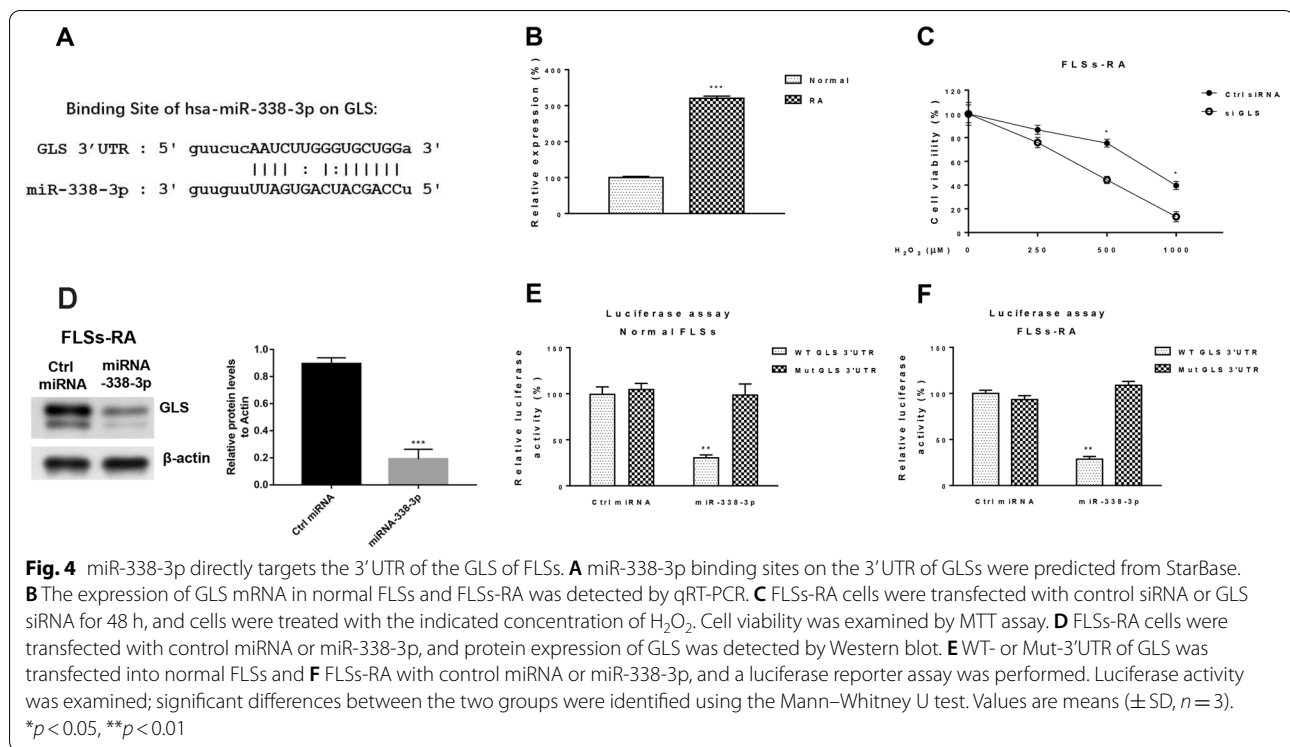 A
Binding Site of hsa-miR-338-3p on GLS:
GLS 3'UTR : 5' guucucAAUCUUGGGUGCUGGa 3'
|||| : |:||||||
miR-338-3p : 3' guuguuUUAGUGACUACGACCu 5'
B
Relative expression (%)
400
300
200
100
0
***
Normal
RA
C
FLSs-RA
Cell viability (%)
120
100
80
60
40
20
0
*
*
Ctrl siRNA
siGLS
H₂O₂ (μM)
0
250
500
1000
D
FLSs-RA
Ctrl miRNA
miRNA -338-3p
GLS
β-actin
Relative protein levels to Actin
1.0
0.8
0.6
0.4
0.2
0.0
***
Ctrl miRNA
miRNA-338-3p
E
Luciferase assay
Normal FLSs
Relative luciferase activity (%)
150
100
50
0
**
Ctrl miRNA
miR-338-3p
WT GLS 3'UTR
Mut GLS 3'UTR
F
Luciferase assay
FLSs-RA
Relative luciferase activity (%)
150
100
50
0
**
Ctrl miRNA
miR-338-3p
WT GLS 3'UTR
Mut GLS 3'UTR
Fig. 4 miR-338-3p directly targets the 3′UTR of the GLS of FLSs. A miR-338-3p binding sites on the 3′UTR of GLSs were predicted from StarBase.
B The expression of GLS mRNA in normal FLSs and FLSs-RA was detected by qRT-PCR. C FLSs-RA cells were transfected with control siRNA or GLS
siRNA for 48 h, and cells were treated with the indicated concentration of H₂O₂. Cell viability was examined by MTT assay. D FLSs-RA cells were
transfected with control miRNA or miR-338-3p, and protein expression of GLS was detected by Western blot. E WT- or Mut-3′UTR of GLS was
transfected into normal FLSs and F FLSs-RA with control miRNA or miR-338-3p, and a luciferase reporter assay was performed. Luciferase activity
was examined; significant differences between the two groups were identified using the Mann–Whitney U test. Values are means (± SD, n = 3).
*p < 0.05, **p < 0.01